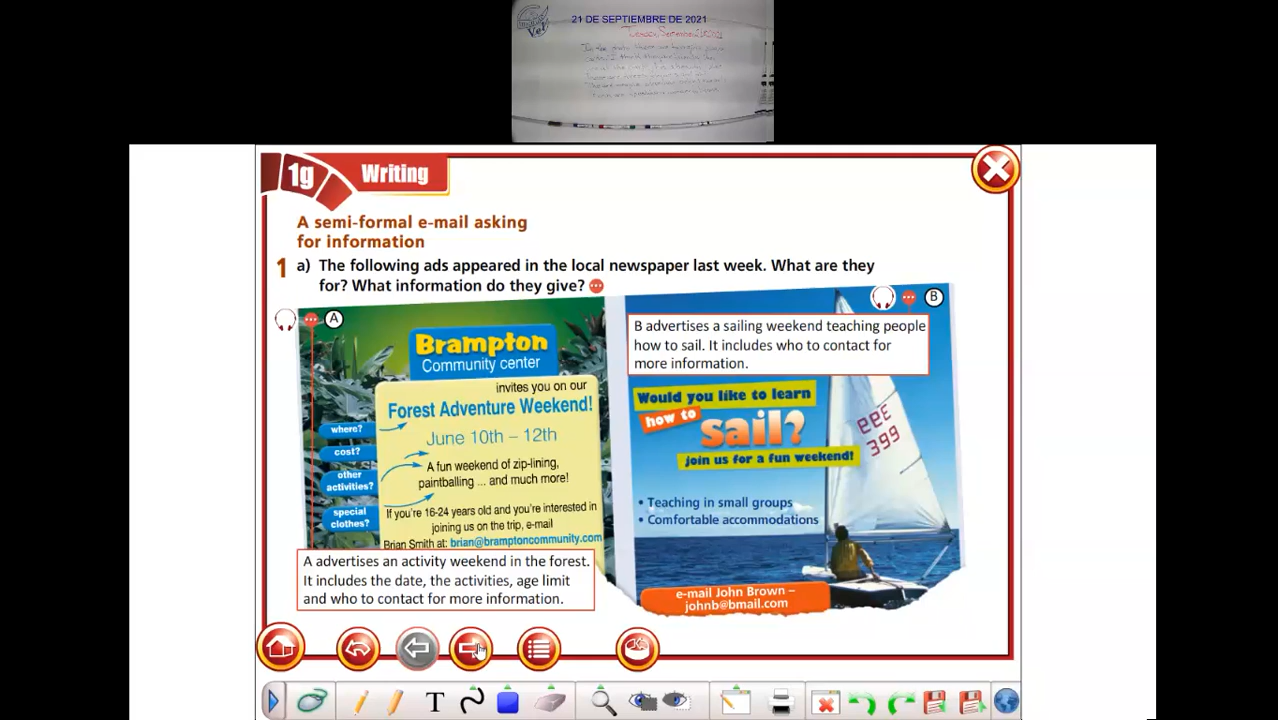 21 DE SEPTIEMBRE DE 2021
1g
Writing
A semi-formal e-mail asking
for information
1 a) The following ads appeared in the local newspaper last week. What are they
for? What information do they give?
A
Brampton
Community center
invites you on our
Forest Adventure Weekend!
June 10th – 12th
A fun weekend of zip-lining,
paintballing ... and much more!
If you're 16-24 years old and you're interested in
joining us on the trip, e-mail
Brian Smith at: brian@bramptoncommunity.com
where?
cost?
other
activities?
special
clothes?
A advertises an activity weekend in the forest.
It includes the date, the activities, age limit
and who to contact for more information.
B
B advertises a sailing weekend teaching people
how to sail. It includes who to contact for
more information.
Would you like to learn
how to
sail?
join us for a fun weekend!
• Teaching in small groups
• Comfortable accommodations
399
e-mail John Brown –
johnb@bmail.com
T